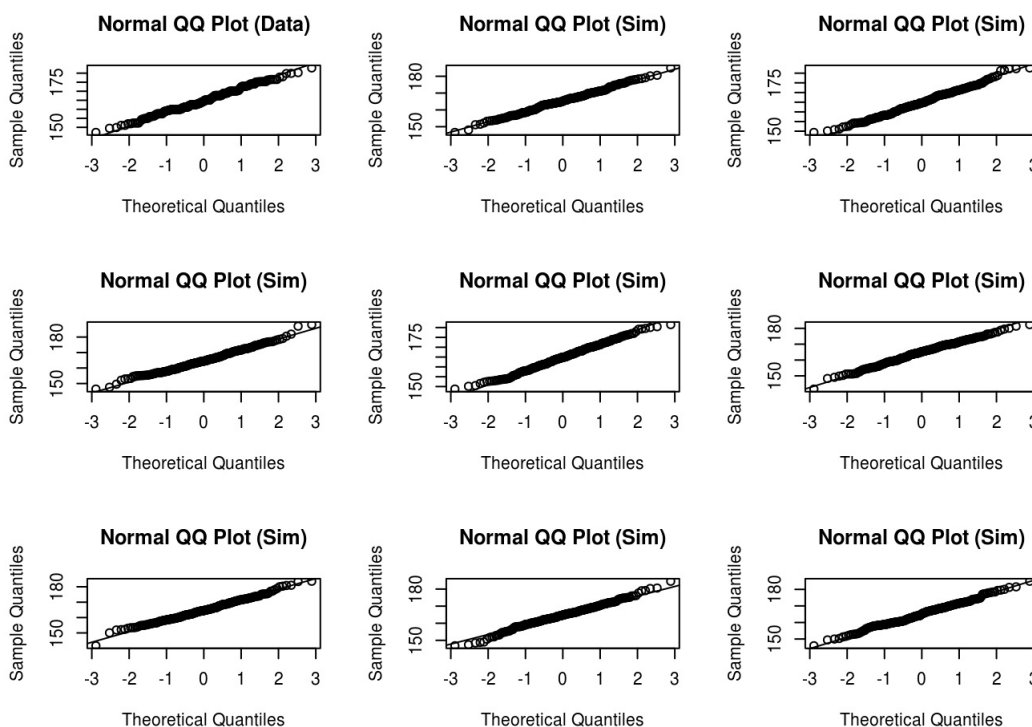 Normal QQ Plot (Data)
Sample Quantiles
150 175
-3 -2 -1 0 1 2 3
Theoretical Quantiles
Normal QQ Plot (Sim)
Sample Quantiles
150 180
-3 -2 -1 0 1 2 3
Theoretical Quantiles
Normal QQ Plot (Sim)
Sample Quantiles
150 175
-3 -2 -1 0 1 2 3
Theoretical Quantiles
Normal QQ Plot (Sim)
Sample Quantiles
150 180
-3 -2 -1 0 1 2 3
Theoretical Quantiles
Normal QQ Plot (Sim)
Sample Quantiles
150 175
-3 -2 -1 0 1 2 3
Theoretical Quantiles
Normal QQ Plot (Sim)
Sample Quantiles
150 180
-3 -2 -1 0 1 2 3
Theoretical Quantiles
Normal QQ Plot (Sim)
Sample Quantiles
150 180
-3 -2 -1 0 1 2 3
Theoretical Quantiles
Normal QQ Plot (Sim)
Sample Quantiles
150 180
-3 -2 -1 0 1 2 3
Theoretical Quantiles
Normal QQ Plot (Sim)
Sample Quantiles
150 180
-3 -2 -1 0 1 2 3
Theoretical Quantiles